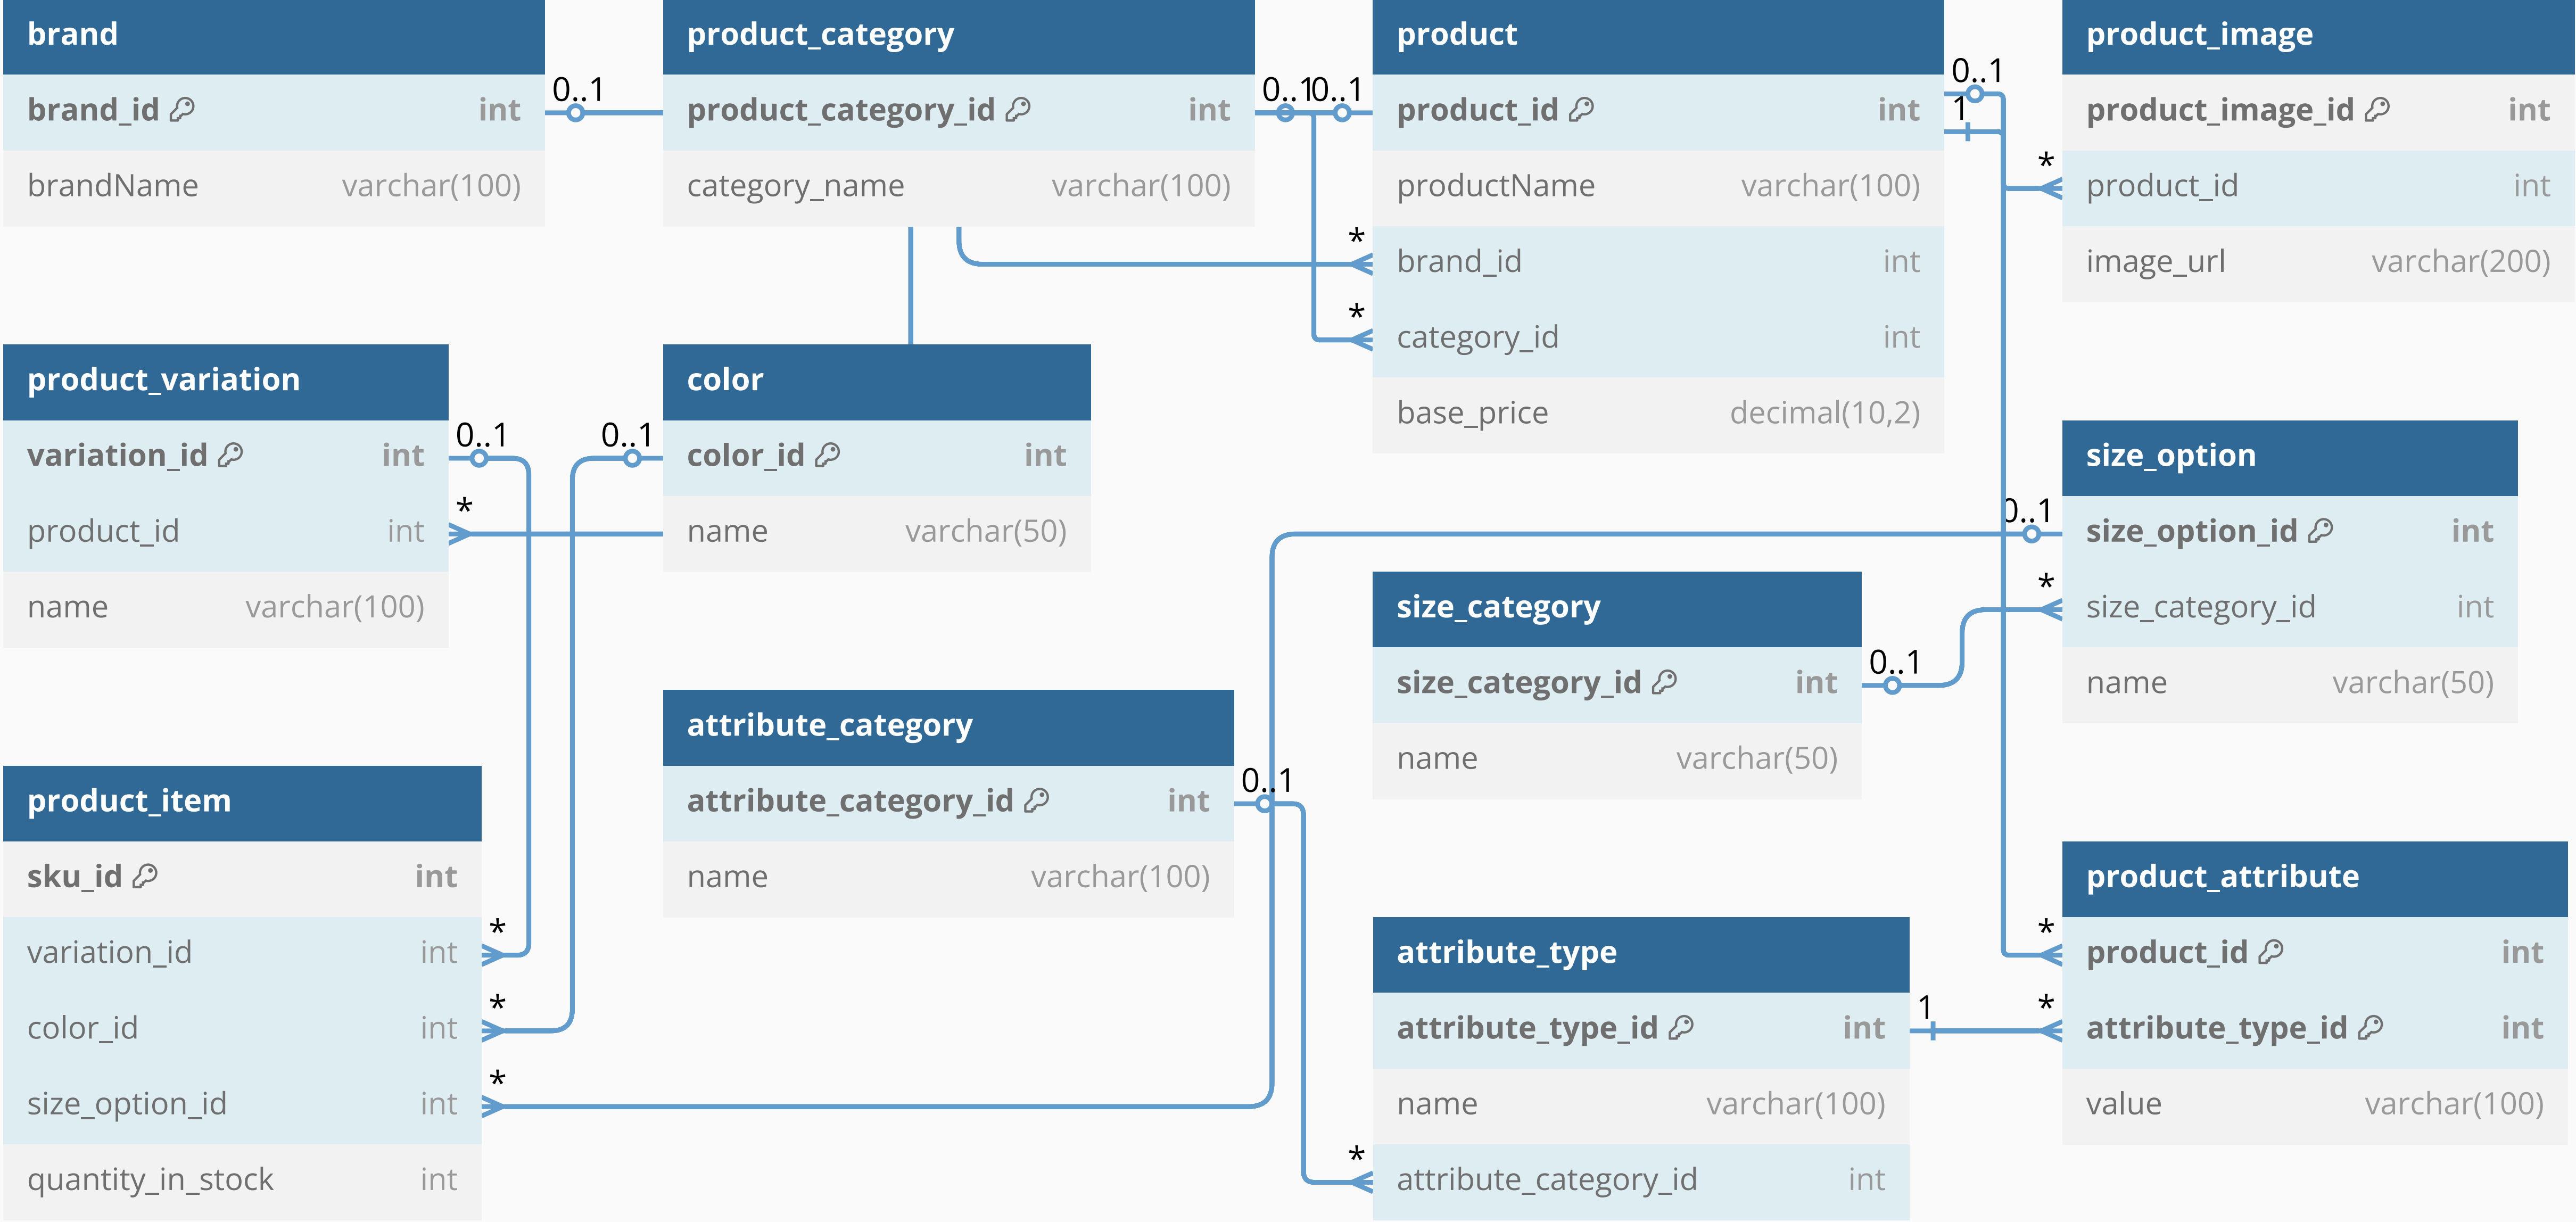 brand
brand_id int
brandName varchar(100)
0..1
product_category
product_category_id int
category_name varchar(100)
0..1
0..1
product
product_id int
productName varchar(100)
* brand_id int
* category_id int
base_price decimal(10,2)
0..1
1
product_image
product_image_id int
* product_id int
image_url varchar(200)
product_variation
variation_id int 0..1
product_id int *
name varchar(100)
color
0..1 color_id int
name varchar(50)
size_option
0..1 size_option_id int
* size_category_id int
name varchar(50)
size_category
size_category_id int 0..1
name varchar(50)
attribute_category
attribute_category_id int 0..1
name varchar(100)
product_item
sku_id int
variation_id int *
color_id int *
size_option_id int *
quantity_in_stock int
attribute_type
attribute_type_id int 1
name varchar(100)
* attribute_category_id int
product_attribute
* product_id int
* attribute_type_id int
value varchar(100)